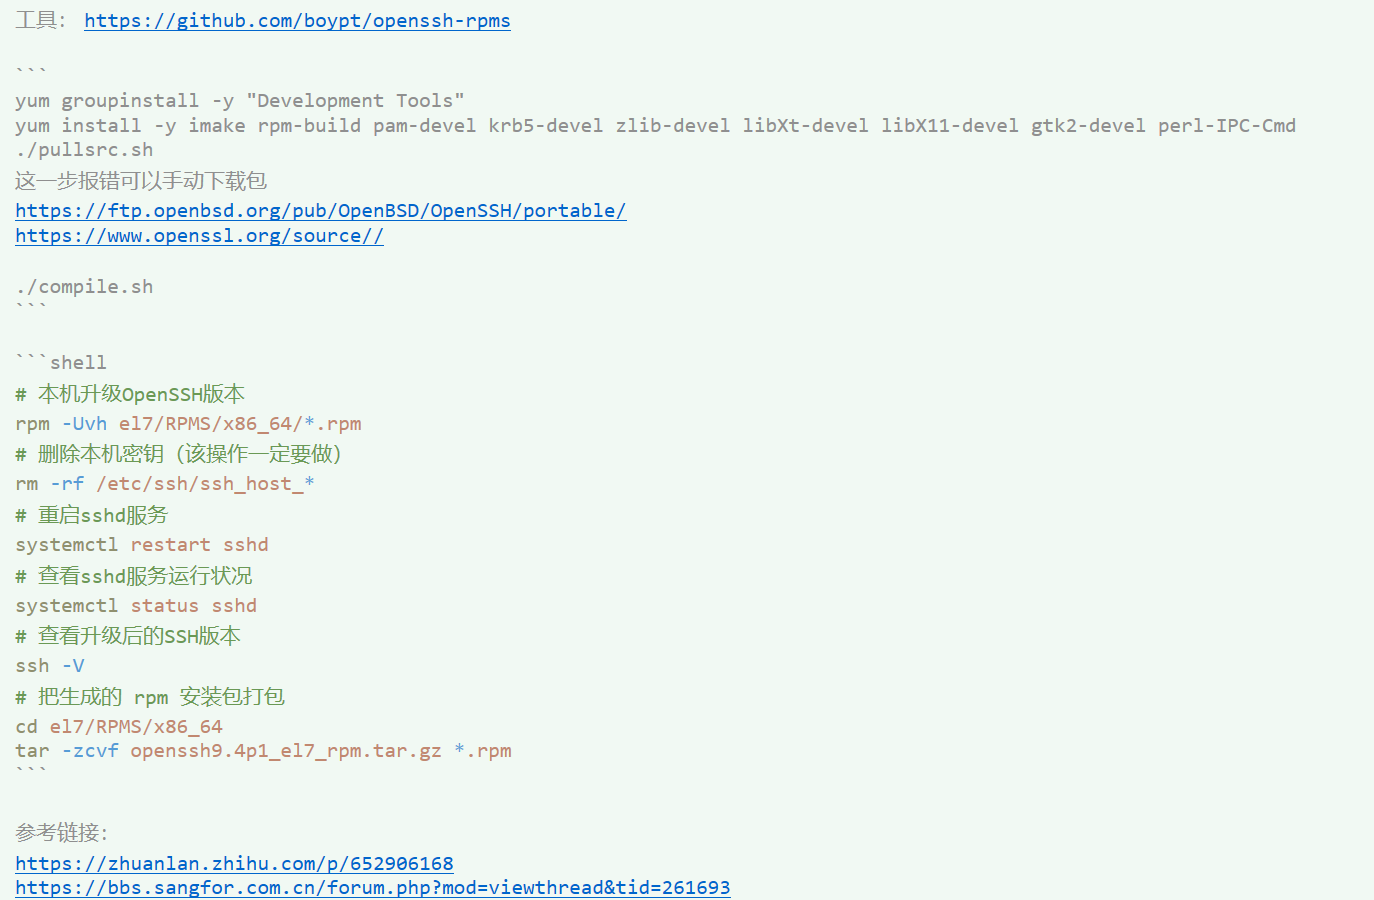 工具： https://github.com/boypt/openssh-rpms
```
yum groupinstall -y "Development Tools"
yum install -y imake rpm-build pam-devel krb5-devel zlib-devel libXt-devel libX11-devel gtk2-devel perl-IPC-Cmd
./pullsrc.sh
这一步报错可以手动下载包
https://ftp.openbsd.org/pub/OpenBSD/OpenSSH/portable/
https://www.openssl.org/source//
./compile.sh
```
```shell
# 本机升级OpenSSH版本
rpm -Uvh el7/RPMS/x86_64/*.rpm
# 删除本机密钥（该操作一定要做）
rm -rf /etc/ssh/ssh_host_*
# 重启sshd服务
systemctl restart sshd
# 查看sshd服务运行状况
systemctl status sshd
# 查看升级后的SSH版本
ssh -V
# 把生成的 rpm 安装包打包
cd el7/RPMS/x86_64
tar -zcvf openssh9.4p1_el7_rpm.tar.gz *.rpm
```
参考链接：
https://zhuanlan.zhihu.com/p/652906168
https://bbs.sangfor.com.cn/forum.php?mod=viewthread&tid=261693